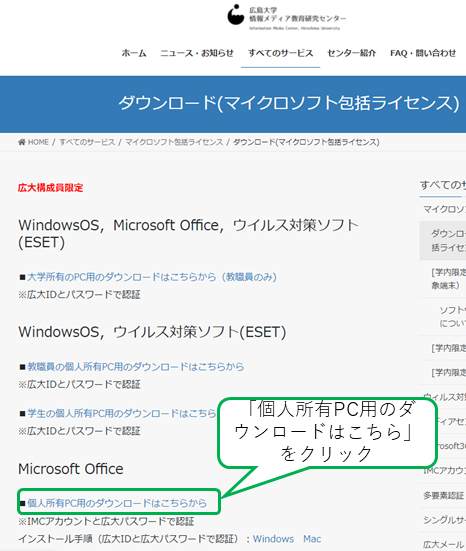 広島大学
情報メディア教育研究センター
Information Media Center, Hiroshima University
ホーム ニュース・お知らせ すべてのサービス センター紹介 FAQ・問い合わせ
ダウンロード(マイクロソフト包括ライセンス)
HOME / すべてのサービス / マイクロソフト包括ライセンス / ダウンロード(マイクロソフト包括ライセンス)
広大構成員限定
WindowsOS，Microsoft Office，ウイルス対策ソフト
(ESET)
■大学所有のPC用のダウンロードはこちらから（教職員のみ）
※広大IDとパスワードで認証
WindowsOS，ウイルス対策ソフト(ESET)
■教職員の個人所有PC用のダウンロードはこちらから
※広大IDとパスワードで認証
■学生の個人所有PC用のダウンロードはこちら
※広大IDとパスワードで認証
「個人所有PC用のダ
ウンロードはこちら」
をクリック
Microsoft Office
■個人所有PC用のダウンロードはこちらから
※IMCアカウントと広大パスワードで認証
インストール手順（広大IDと広大パスワードで認証）：Windows Mac
すべてのサ
マイクロソ
ダウンロ
括ライセ
[学内限定
象端末)
ソフトウ
につい
[学内限定
[学内限定
ウィルス対
ディアセ
icrosoft36
IMCアカウン
多要素認証
シングルサ
広大メール